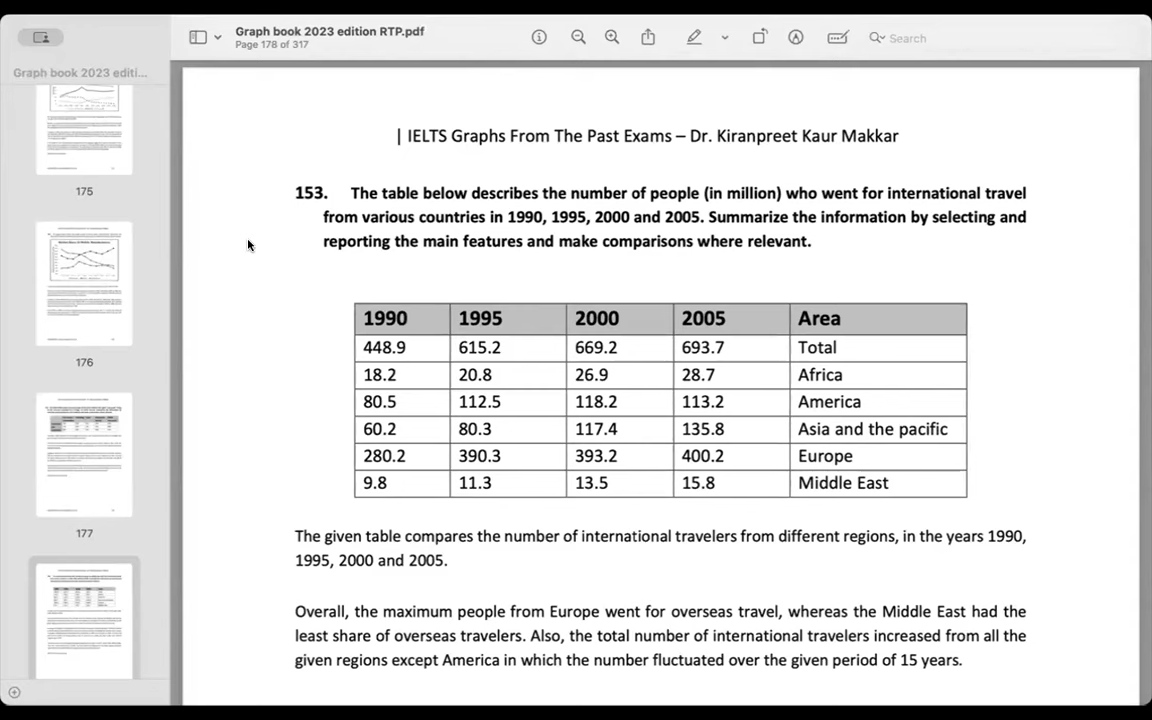 Graph book 2023 edition RTP.pdf
Page 178 of 317
Search
Graph book 2023 editi...
175
176
177
| IELTS Graphs From The Past Exams – Dr. Kiranpreet Kaur Makkar
153. The table below describes the number of people (in million) who went for international travel
from various countries in 1990, 1995, 2000 and 2005. Summarize the information by selecting and
reporting the main features and make comparisons where relevant.
1990 1995 2000 2005 Area
448.9 615.2 669.2 693.7 Total
18.2 20.8 26.9 28.7 Africa
80.5 112.5 118.2 113.2 America
60.2 80.3 117.4 135.8 Asia and the pacific
280.2 390.3 393.2 400.2 Europe
9.8 11.3 13.5 15.8 Middle East
The given table compares the number of international travelers from different regions, in the years 1990,
1995, 2000 and 2005.
Overall, the maximum people from Europe went for overseas travel, whereas the Middle East had the
least share of overseas travelers. Also, the total number of international travelers increased from all the
given regions except America in which the number fluctuated over the given period of 15 years.